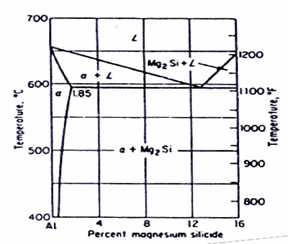 700
L
1200
Mg2Si+L
α + L
600
α 1.85
1100
Temperature, °C
Temperature, °F
1000
α + Mg2Si
500
900
800
400
Al 4 8 12 16
Percent magnesium silicide